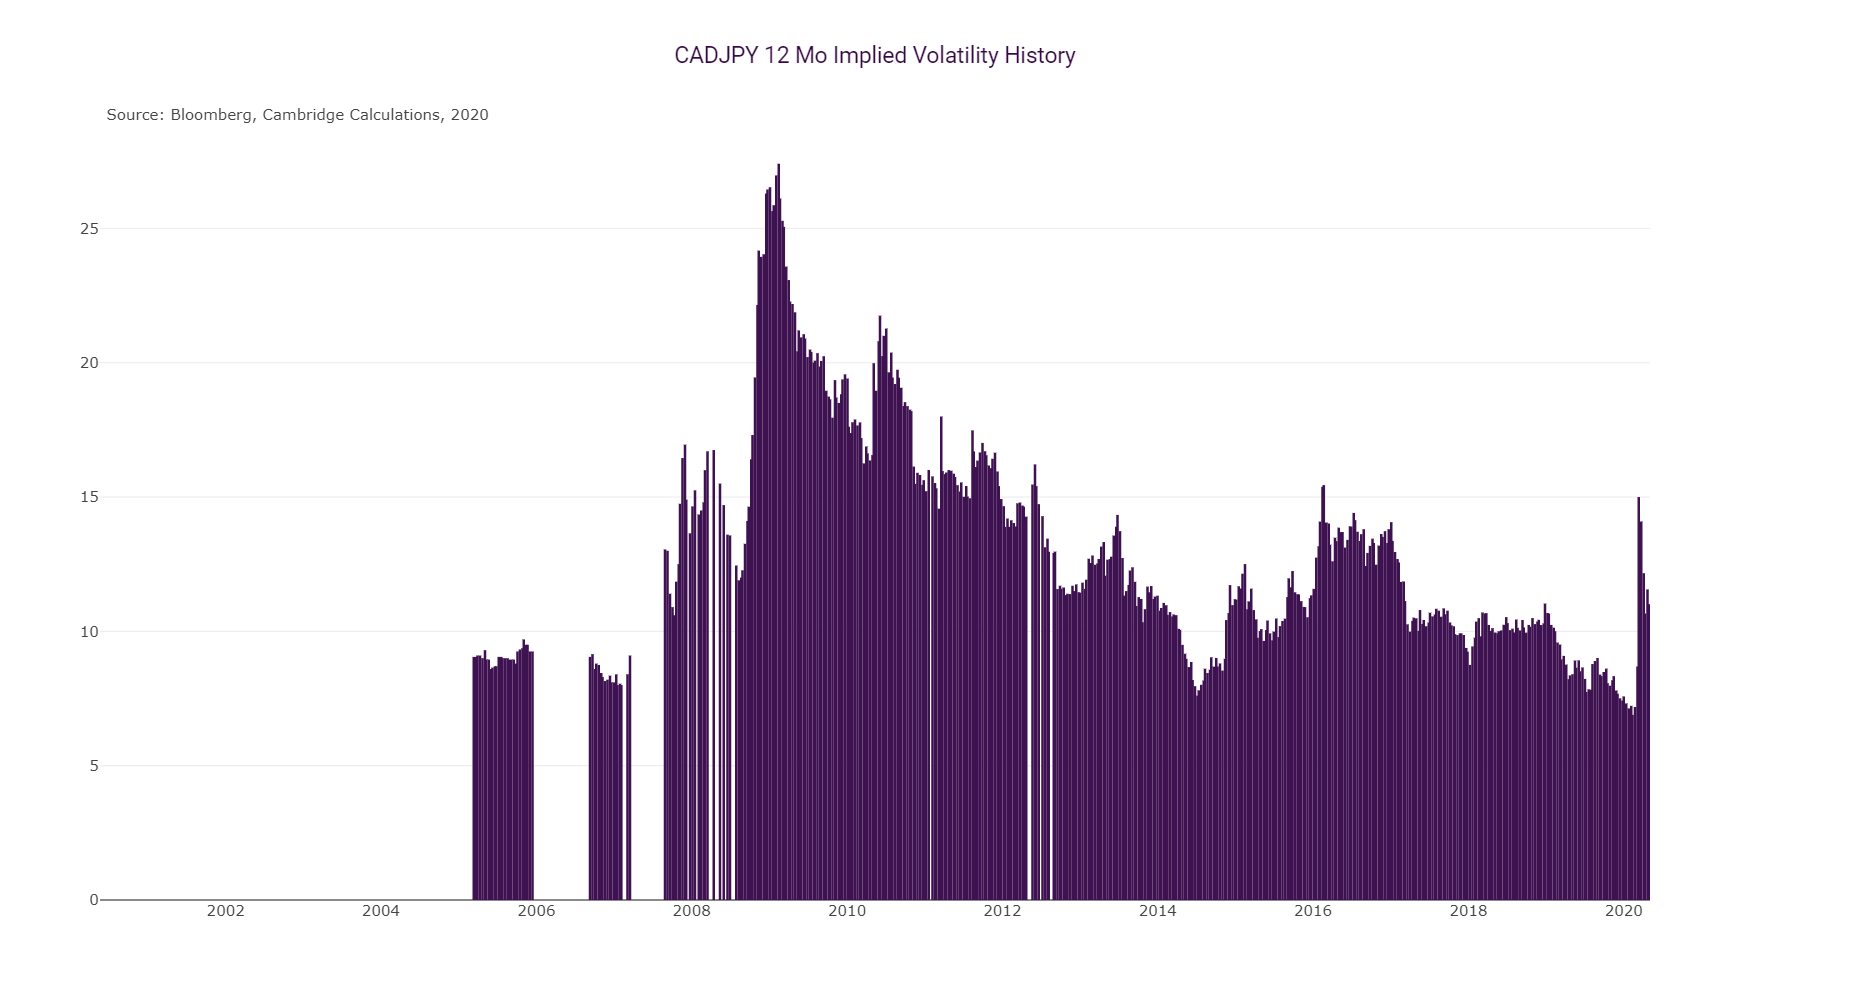 CADJPY 12 Mo Implied Volatility History
Source: Bloomberg, Cambridge Calculations, 2020
25
20
15
10
5
0
2002 2004 2006 2008 2010 2012 2014 2016 2018 2020